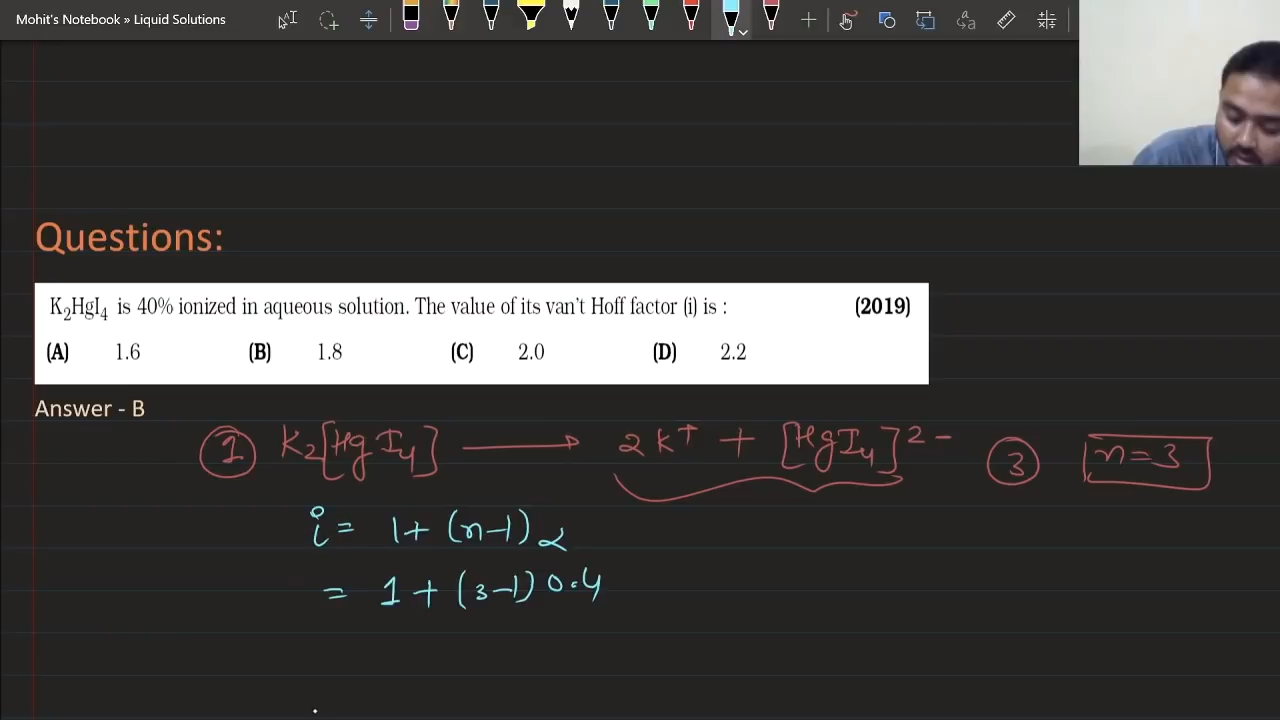 Mohit's Notebook » Liquid Solutions
Questions:
K₂HgI₄ is 40% ionized in aqueous solution. The value of its van't Hoff factor (i) is : (2019)
(A) 1.6 (B) 1.8 (C) 2.0 (D) 2.2
Answer - B
① K₂[HgI₄] ⟶ 2K⁺ + [HgI₄]²⁻ ③ n=3
i = 1+(n-1)α
= 1+(3-1)0.4